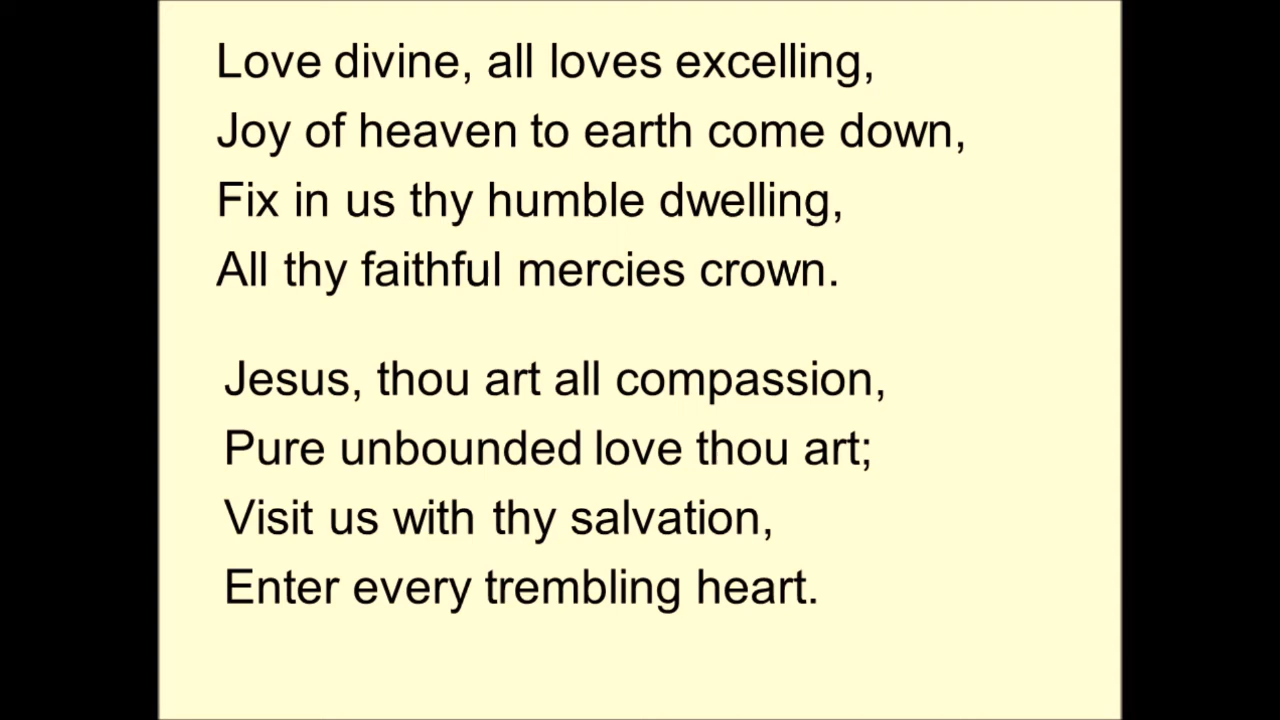 Love divine, all loves excelling,
Joy of heaven to earth come down,
Fix in us thy humble dwelling,
All thy faithful mercies crown.
Jesus, thou art all compassion,
Pure unbounded love thou art;
Visit us with thy salvation,
Enter every trembling heart.